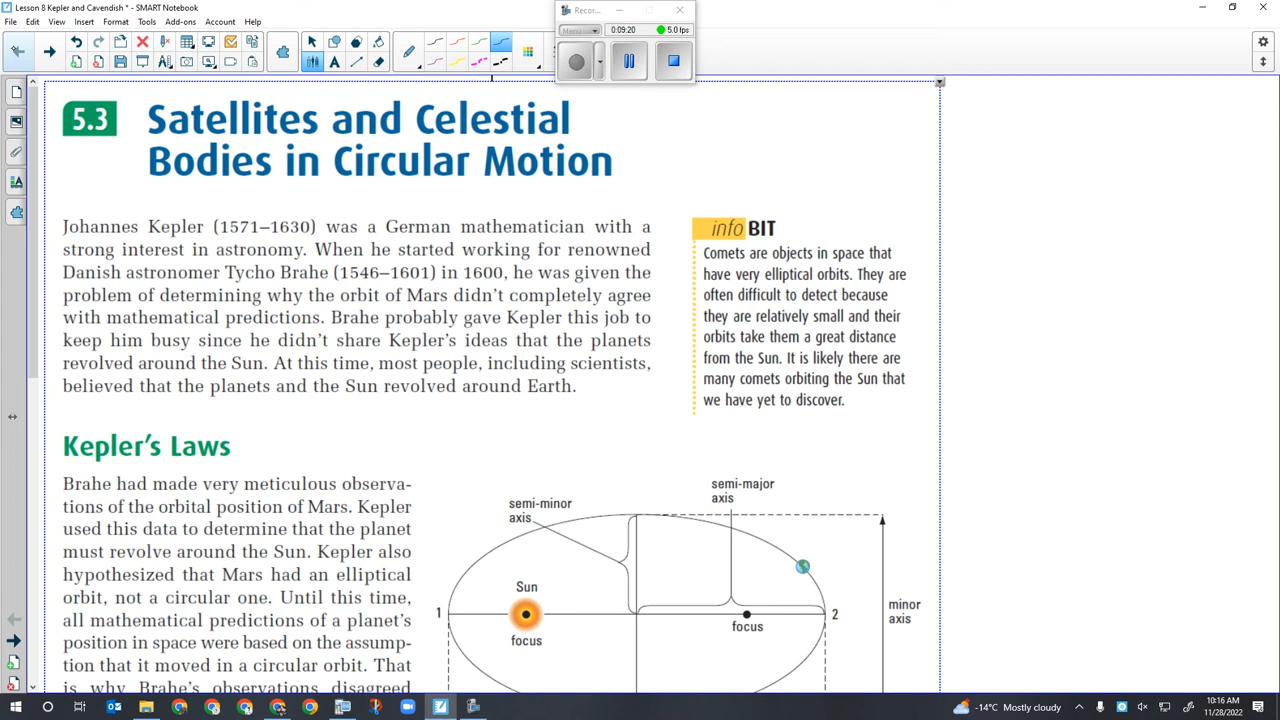 Lesson 8 Kepler and Cavendish * - SMART Notebook
File Edit View Insert Format Tools Add-ons Account Help
Recor...
Menu
0:09:20
5.0 fps
5.3
Satellites and Celestial
Bodies in Circular Motion
Johannes Kepler (1571–1630) was a German mathematician with a
strong interest in astronomy. When he started working for renowned
Danish astronomer Tycho Brahe (1546–1601) in 1600, he was given the
problem of determining why the orbit of Mars didn't completely agree
with mathematical predictions. Brahe probably gave Kepler this job to
keep him busy since he didn't share Kepler's ideas that the planets
revolved around the Sun. At this time, most people, including scientists,
believed that the planets and the Sun revolved around Earth.
info BIT
Comets are objects in space that
have very elliptical orbits. They are
often difficult to detect because
they are relatively small and their
orbits take them a great distance
from the Sun. It is likely there are
many comets orbiting the Sun that
we have yet to discover.
Kepler's Laws
Brahe had made very meticulous observa-
tions of the orbital position of Mars. Kepler
used this data to determine that the planet
must revolve around the Sun. Kepler also
hypothesized that Mars had an elliptical
orbit, not a circular one. Until this time,
all mathematical predictions of a planet's
position in space were based on the assump-
tion that it moved in a circular orbit. That
is why Brahe's observations disagreed
semi-minor
axis
semi-major
axis
Sun
focus
focus
1
2
minor
axis
-14°C Mostly cloudy
10:16 AM
11/28/2022